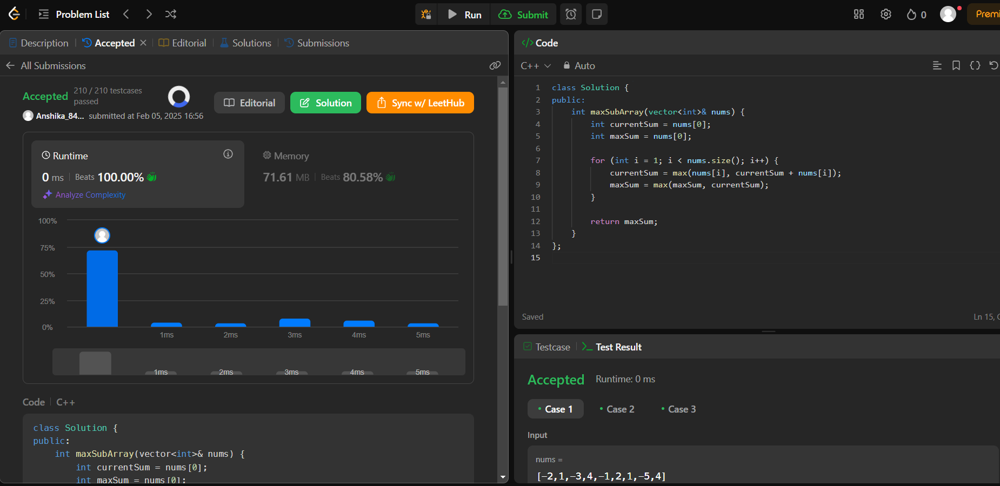 Problem List
Run
Submit
0
Premi
Description
Accepted
Editorial
Solutions
Submissions
All Submissions
Accepted
210 / 210 testcases
passed
Anshika_84... submitted at Feb 05, 2025 16:56
Editorial
Solution
Sync w/ LeetHub
Runtime
0 ms
Beats 100.00%
Analyze Complexity
Memory
71.61 MB
Beats 80.58%
100%
75%
50%
25%
0%
1ms
2ms
3ms
4ms
5ms
1ms
2ms
3ms
4ms
5ms
Code
C++
class Solution {
public:
int maxSubArray(vector<int>& nums) {
int currentSum = nums[0];
int maxSum = nums[0];
</> Code
C++
Auto
1 class Solution {
2 public:
3 int maxSubArray(vector<int>& nums) {
4 int currentSum = nums[0];
5 int maxSum = nums[0];
6
7 for (int i = 1; i < nums.size(); i++) {
8 currentSum = max(nums[i], currentSum + nums[i]);
9 maxSum = max(maxSum, currentSum);
10 }
11
12 return maxSum;
13 }
14 };
15
Saved
Ln 15,
Testcase
Test Result
Accepted
Runtime: 0 ms
Case 1
Case 2
Case 3
Input
nums =
[-2,1,-3,4,-1,2,1,-5,4]